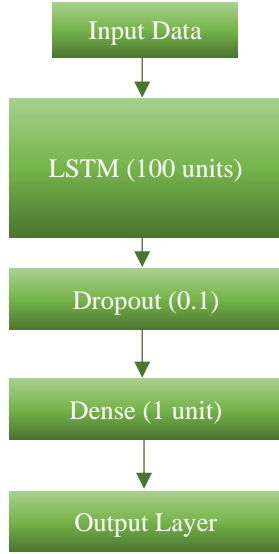 Input Data
LSTM (100 units)
Dropout (0.1)
Dense (1 unit)
Output Layer